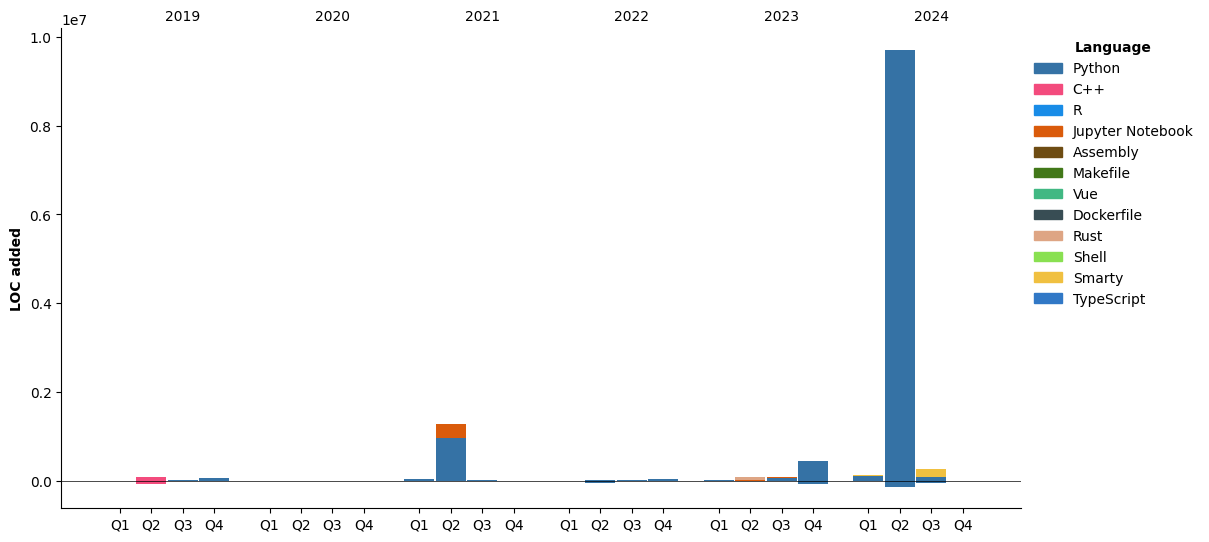 1e7
2019 2020 2021 2022 2023 2024
1.0
0.8
0.6
0.4
0.2
0.0
LOC added
Q1 Q2 Q3 Q4 Q1 Q2 Q3 Q4 Q1 Q2 Q3 Q4 Q1 Q2 Q3 Q4 Q1 Q2 Q3 Q4 Q1 Q2 Q3 Q4
Language
Python
C++
R
Jupyter Notebook
Assembly
Makefile
Vue
Dockerfile
Rust
Shell
Smarty
TypeScript